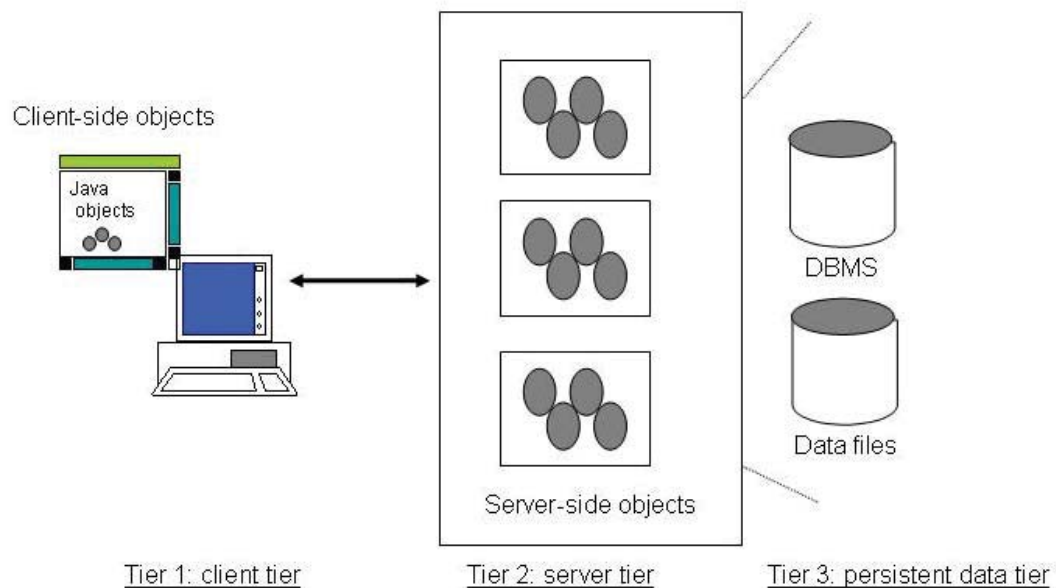 Client-side objects
Java
objects
DBMS
Data files
Server-side objects
Tier 1: client tier
Tier 2: server tier
Tier 3: persistent data tier